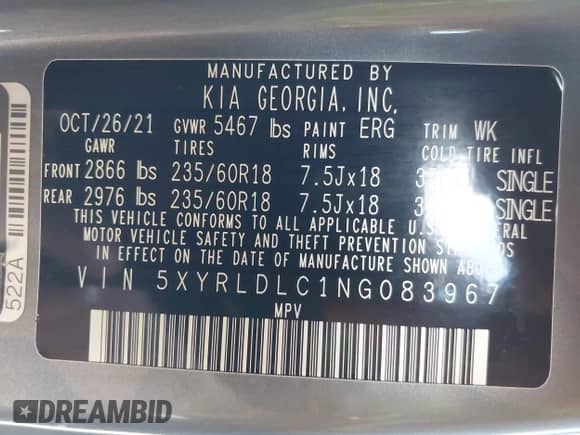 MANUFACTURED BY
KIA GEORGIA, INC.
OCT/26/21 GVWR 5467 lbs PAINT ERG TRIM WK
GAWR TIRES RIMS COLD TIRE INFL
FRONT 2866 lbs 235/60R18 7.5Jx18 SINGLE
REAR 2976 lbs 235/60R18 7.5Jx18 SINGLE
THIS VEHICLE CONFORMS TO ALL APPLICABLE
MOTOR VEHICLE SAFETY AND THEFT PREVENTION
IN EFFECT ON THE DATE OF MANUFACTURE SHOWN
VIN 5XYRLDLC1NG083967
MPV
522A
DREAMBID